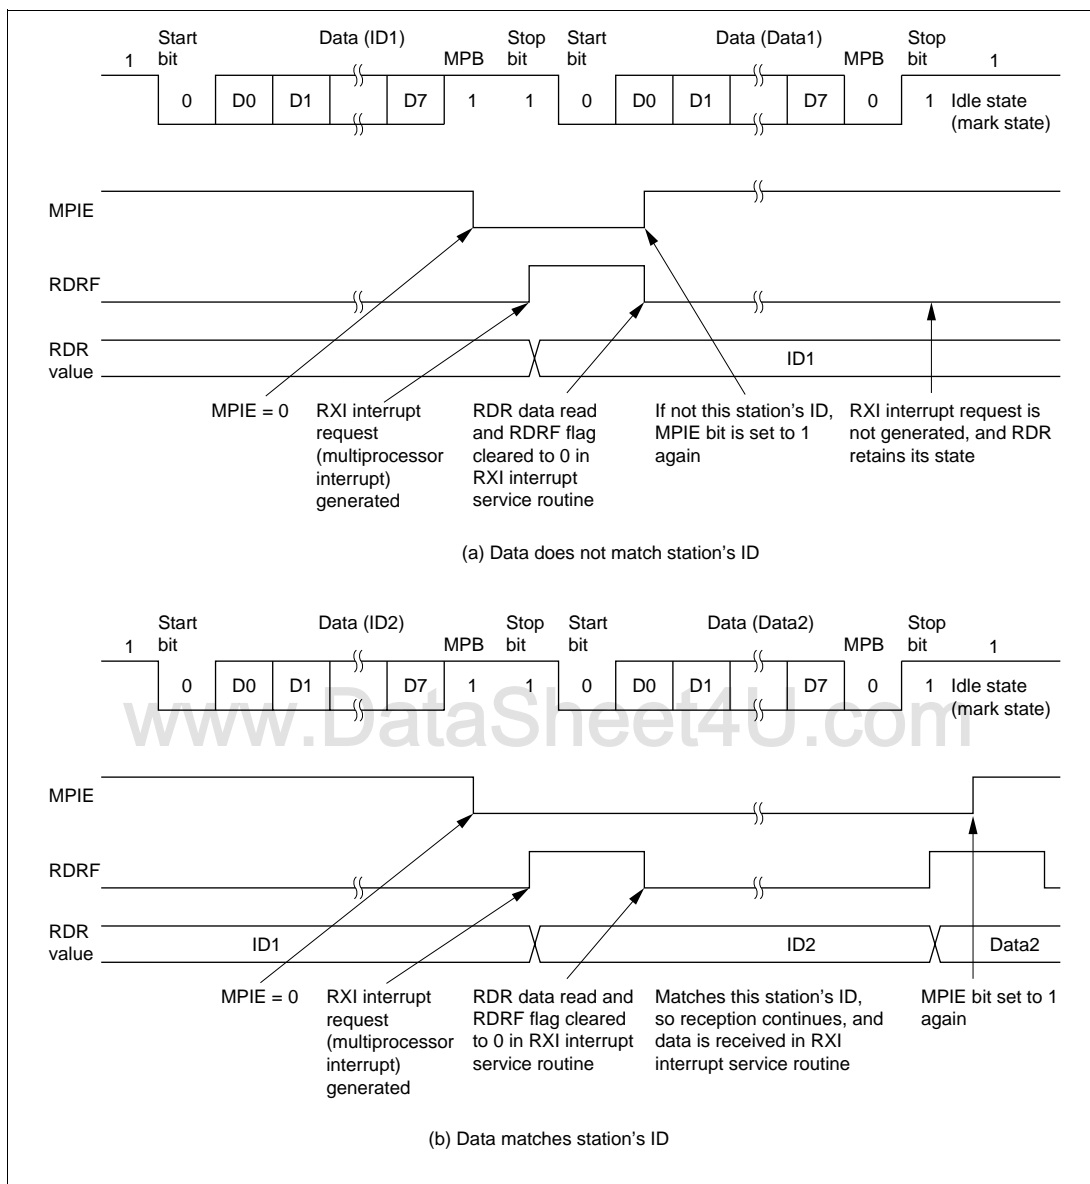 Start Data (ID1) Stop Start Data (Data1) Stop
1 bit MPB bit bit MPB bit 1
0 D0 D1 D7 1 1 0 D0 D1 D7 0 1 Idle state
(mark state)
MPIE
RDRF
RDR
value
ID1
MPIE = 0
RXI interrupt
request
(multiprocessor
interrupt)
generated
RDR data read
and RDRF flag
cleared to 0 in
RXI interrupt
service routine
If not this station's ID,
MPIE bit is set to 1
again
RXI interrupt request is
not generated, and RDR
retains its state
(a) Data does not match station's ID
Start Data (ID2) Stop Start Data (Data2) Stop
1 bit MPB bit bit MPB bit 1
0 D0 D1 D7 1 1 0 D0 D1 D7 0 1 Idle state
(mark state)
www.DataSheet4U.com
MPIE
RDRF
RDR
value
ID1 ID2 Data2
MPIE = 0
RXI interrupt
request
(multiprocessor
interrupt)
generated
RDR data read and
RDRF flag cleared
to 0 in RXI interrupt
service routine
Matches this station's ID,
so reception continues, and
data is received in RXI
interrupt service routine
MPIE bit set to 1
again
(b) Data matches station's ID